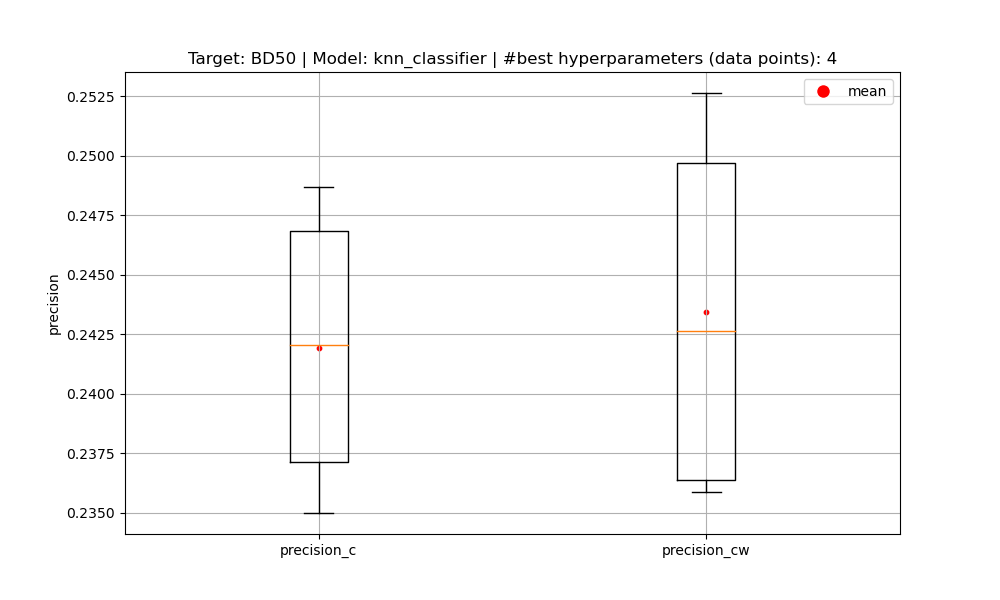 Target: BD50 | Model: knn_classifier | #best hyperparameters (data points): 4
mean
precision
0.2525
0.2500
0.2475
0.2450
0.2425
0.2400
0.2375
0.2350
precision_c
precision_cw